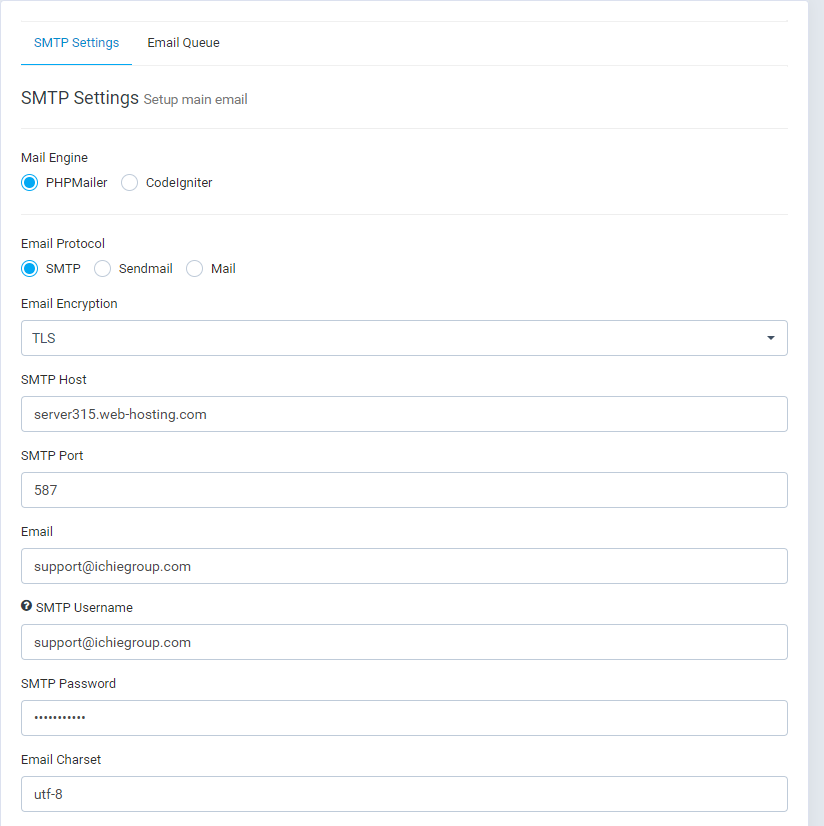 SMTP Settings Email Queue
SMTP Settings Setup main email
Mail Engine
PHPMailer CodeIgniter
Email Protocol
SMTP Sendmail Mail
Email Encryption
TLS
SMTP Host
server315.web-hosting.com
SMTP Port
587
Email
support@ichiegroup.com
? SMTP Username
support@ichiegroup.com
SMTP Password
•••••••••••
Email Charset
utf-8